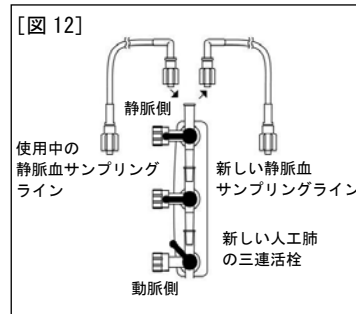 [図 12]
静脈側
使用中の
静脈血サンプリング
ライン
新しい静脈血
サンプリングライン
新しい人工肺
の三連活栓
動脈側